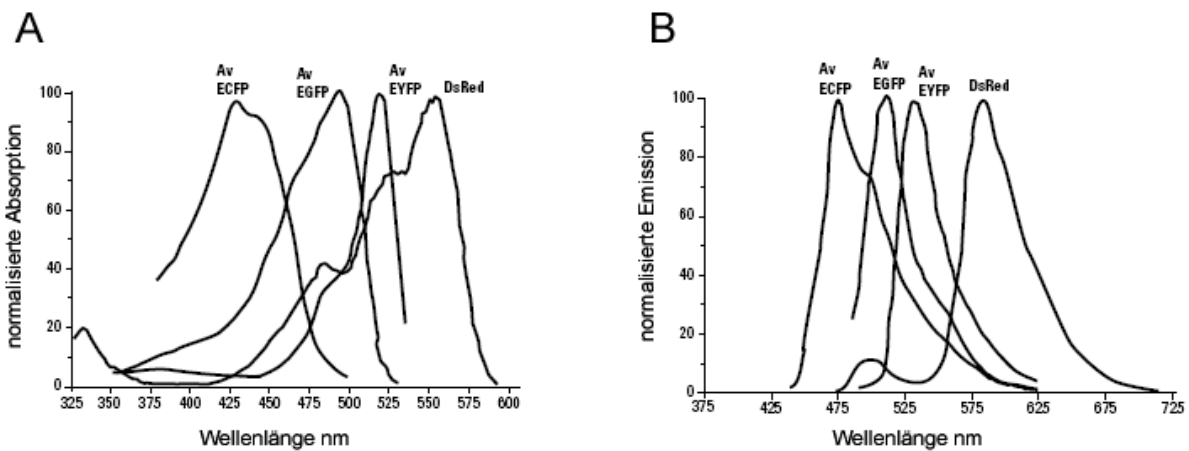 A
Av
ECFP
Av
EGFP
Av
EYFP
DsRed
normalisierte Absorption
100
80
60
40
20
0
325 350 375 400 425 450 475 500 525 550 575 600
Wellenlänge nm
B
Av
ECFP
Av
EGFP
Av
EYFP
DsRed
normalisierte Emission
100
80
60
40
20
0
375 425 475 525 575 625 675 725
Wellenlänge nm